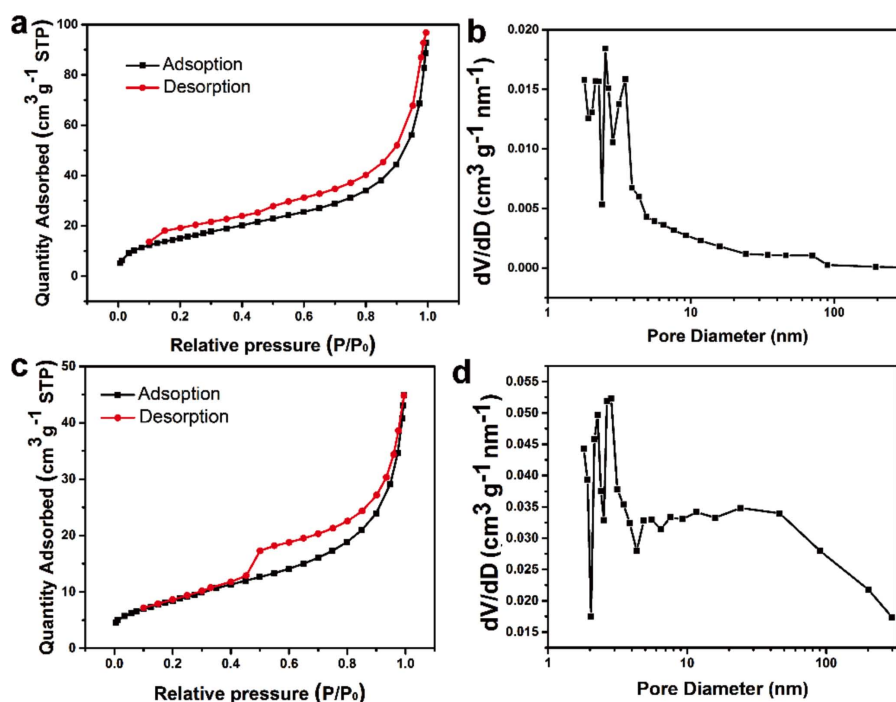 a
Quantity Adsorbed (cm³ g⁻¹ STP)
100
80
60
40
20
0
Adsoption
Desorption
0.0 0.2 0.4 0.6 0.8 1.0
Relative pressure (P/P₀)
b
dV/dD (cm³ g⁻¹ nm⁻¹)
0.020
0.015
0.010
0.005
0.000
1 10 100
Pore Diameter (nm)
c
Quantity Adsorbed (cm³ g⁻¹ STP)
50
40
30
20
10
0
Adsoption
Desorption
0.0 0.2 0.4 0.6 0.8 1.0
Relative pressure (P/P₀)
d
dV/dD (cm³ g⁻¹ nm⁻¹)
0.055
0.050
0.045
0.040
0.035
0.030
0.025
0.020
0.015
1 10 100
Pore Diameter (nm)